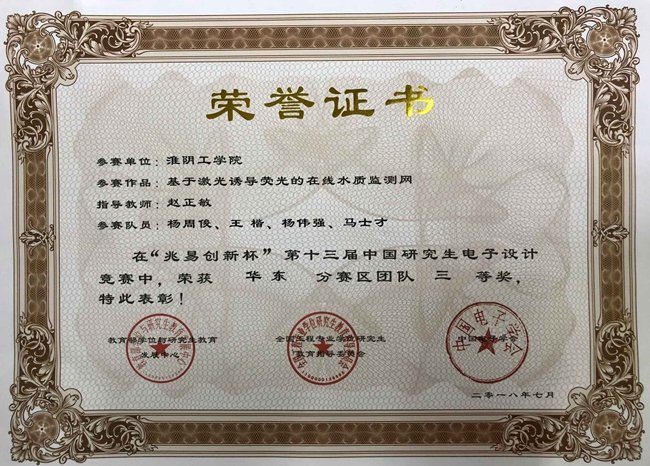 荣誉证书
参赛单位：淮阴工学院
参赛作品：基于激光诱导荧光的在线水质监测网
指导教师：赵正敏
参赛队员：杨周俊、王 楷、杨伟强、马士才
在“兆易创新杯”第十三届中国研究生电子设计
竞赛中，荣获 华东 分赛区团队 三 等奖，
特此表彰！
教育部学位与研究生教育
发展中心
全国工程专业学位研究生
教育指导委员会
中国电子学会
中国电子学会
二〇一八年七月